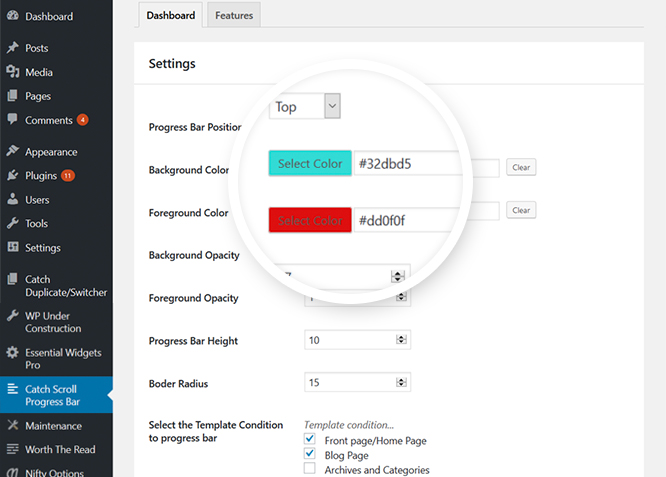 Dashboard
Posts
Media
Pages
Comments 4
Appearance
Plugins 11
Users
Tools
Settings
Catch
Duplicate/Switcher
WP Under
Construction
Essential Widgets
Pro
Catch Scroll
Progress Bar
Maintenance
Worth The Read
Nifty Options
Dashboard Features
Settings
Top
Progress Bar Position
Background Color Select Color #32dbd5 Clear
Foreground Color Select Color #dd0f0f Clear
Background Opacity
Foreground Opacity
Progress Bar Height 10
Boder Radius 15
Select the Template Condition
to progress bar
Template condition...
Front page/Home Page
Blog Page
Archives and Categories